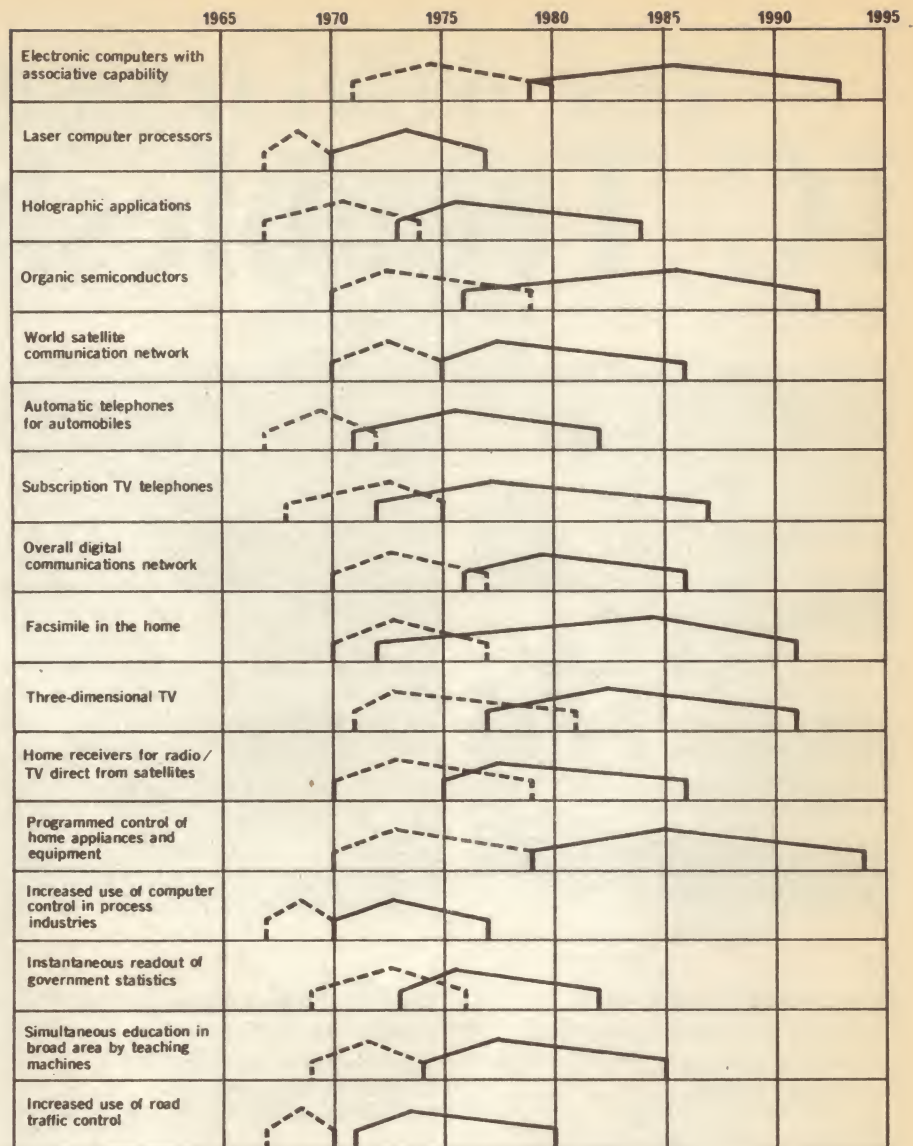 1965 1970 1975 1980 1985 1990 1995
Electronic computers with
associative capability
Laser computer processors
Holographic applications
Organic semiconductors
World satellite
communication network
Automatic telephones
for automobiles
Subscription TV telephones
Overall digital
communications network
Facsimile in the home
Three-dimensional TV
Home receivers for radio/
TV direct from satellites
Programmed control of
home appliances and
equipment
Increased use of computer
control in process
industries
Instantaneous readout of
government statistics
Simultaneous education in
broad area by teaching
machines
Increased use of road
traffic control